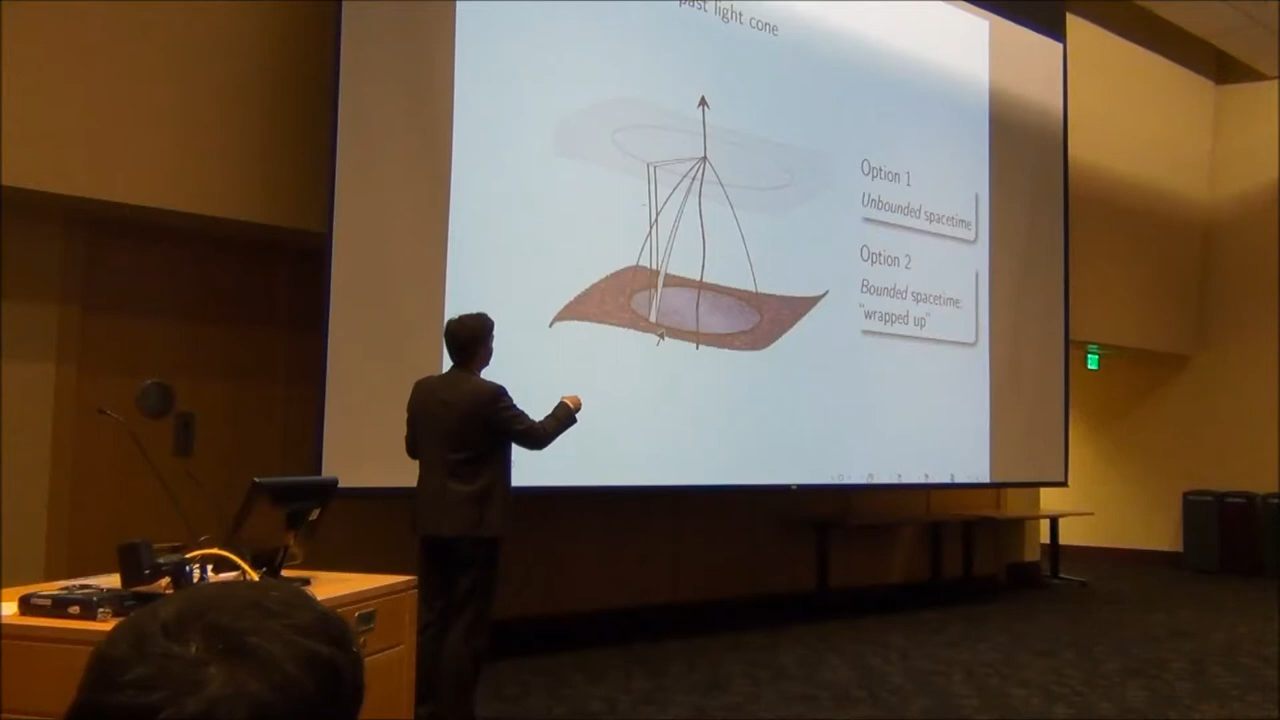 past light cone
Option 1
Unbounded spacetime
Option 2
Bounded spacetime:
"wrapped up"